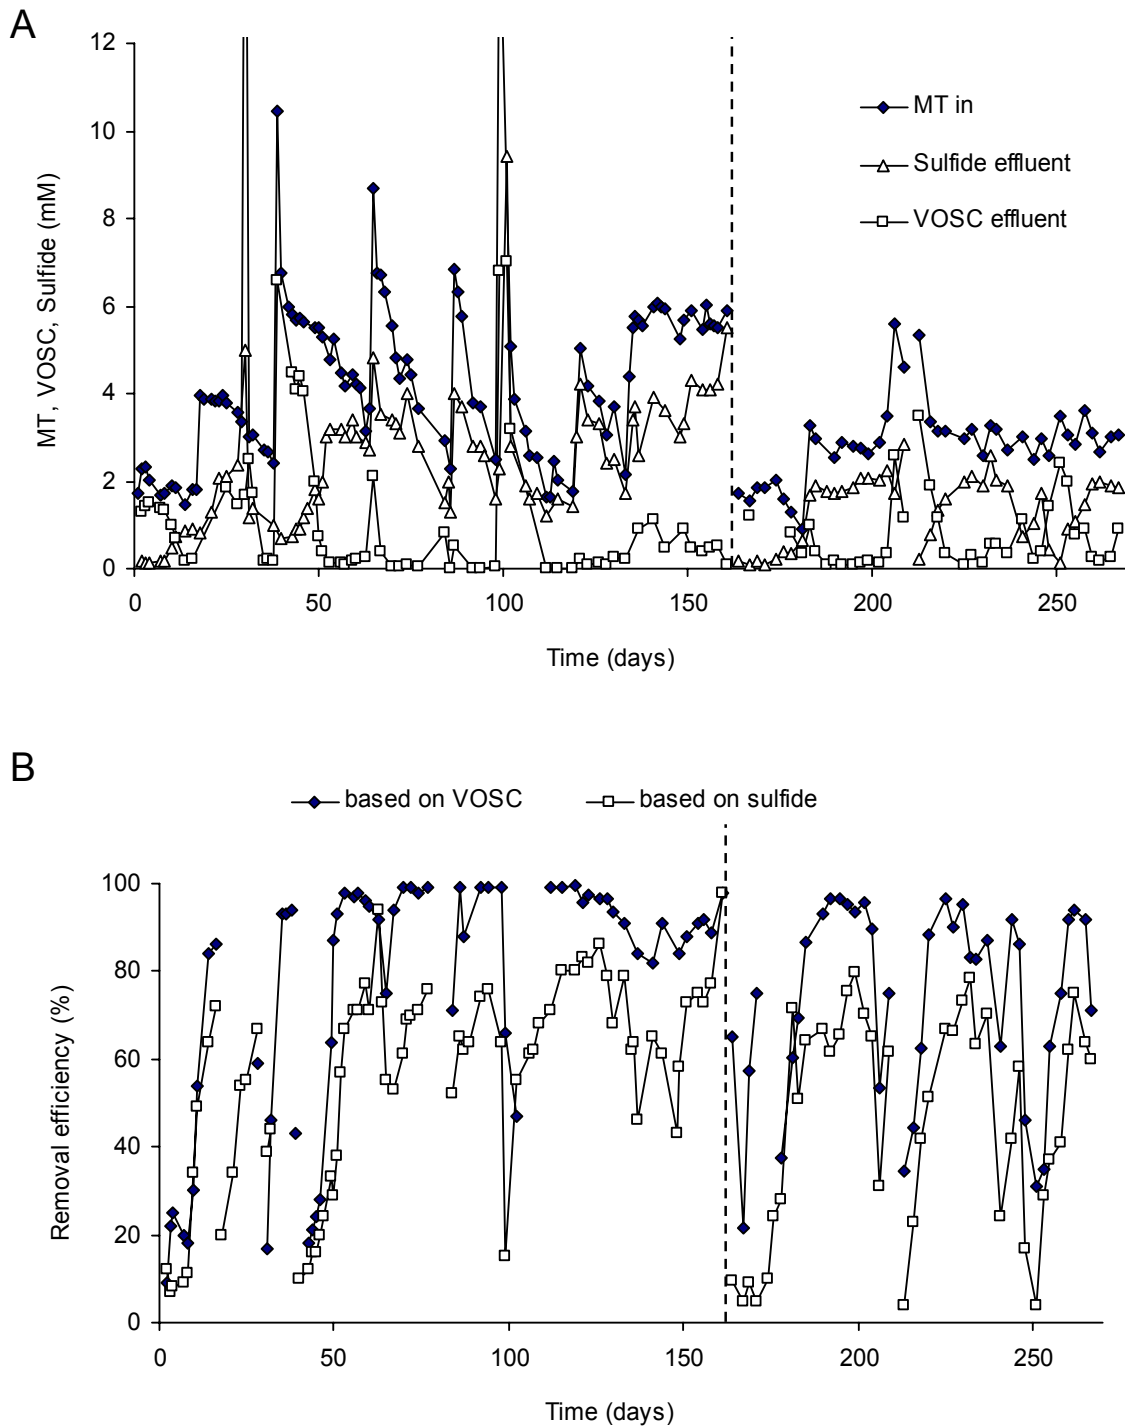 A
MT, VOSC, Sulfide (mM)
12
10
8
6
4
2
0
MT in
Sulfide effluent
VOSC effluent
0 50 100 150 200 250
Time (days)
B
based on VOSC based on sulfide
Removal efficiency (%)
100
80
60
40
20
0
0 50 100 150 200 250
Time (days)